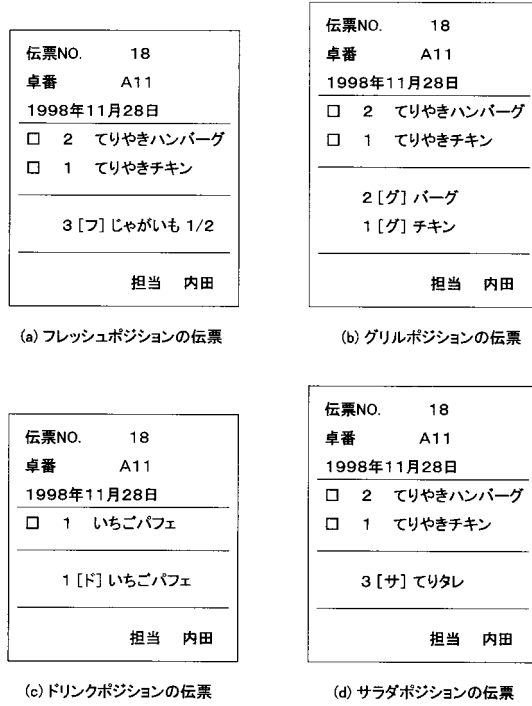 伝票NO. 18
卓番 A11
1998年11月28日
□ 2 てりやきハンバーグ
□ 1 てりやきチキン
3 [フ] じゃがいも 1/2
担当 内田
(a) フレッシュポジションの伝票
伝票NO. 18
卓番 A11
1998年11月28日
□ 2 てりやきハンバーグ
□ 1 てりやきチキン
2 [グ] バーグ
1 [グ] チキン
担当 内田
(b) グリルポジションの伝票
伝票NO. 18
卓番 A11
1998年11月28日
□ 1 いちごパフェ
1 [ド] いちごパフェ
担当 内田
(c) ドリンクポジションの伝票
伝票NO. 18
卓番 A11
1998年11月28日
□ 2 てりやきハンバーグ
□ 1 てりやきチキン
3 [サ] てりタレ
担当 内田
(d) サラダポジションの伝票